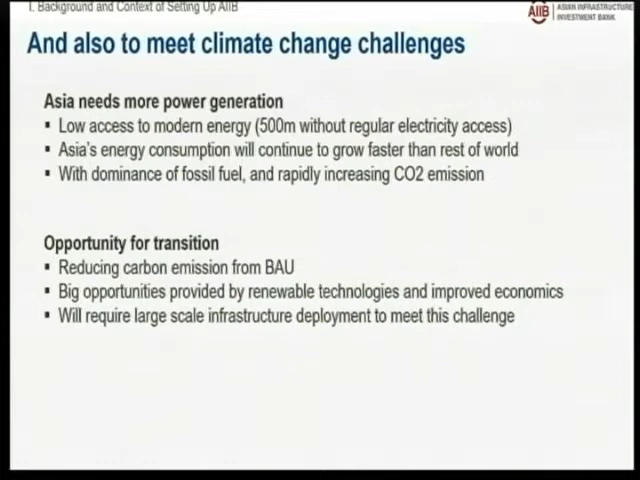 I. Background and Context of Setting Up AIIB
AIIB
ASIAN INFRASTRUCTURE
INVESTMENT BANK
And also to meet climate change challenges
Asia needs more power generation
▪ Low access to modern energy (500m without regular electricity access)
▪ Asia's energy consumption will continue to grow faster than rest of world
▪ With dominance of fossil fuel, and rapidly increasing CO2 emission
Opportunity for transition
▪ Reducing carbon emission from BAU
▪ Big opportunities provided by renewable technologies and improved economics
▪ Will require large scale infrastructure deployment to meet this challenge